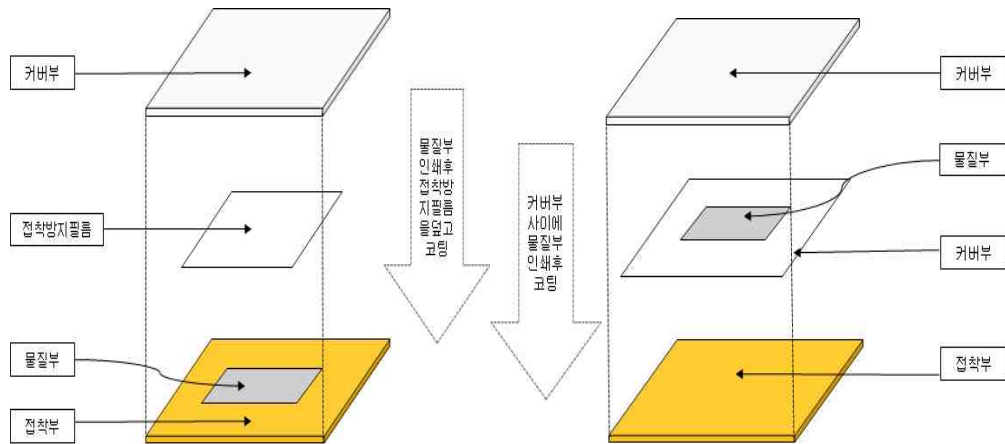 커버부
접착방지필름
물질부
접착부
물질부
인쇄후
접착방
지필름
을덮고
코팅
커버부
사이에
물질부
인쇄후
코팅
커버부
물질부
커버부
접착부